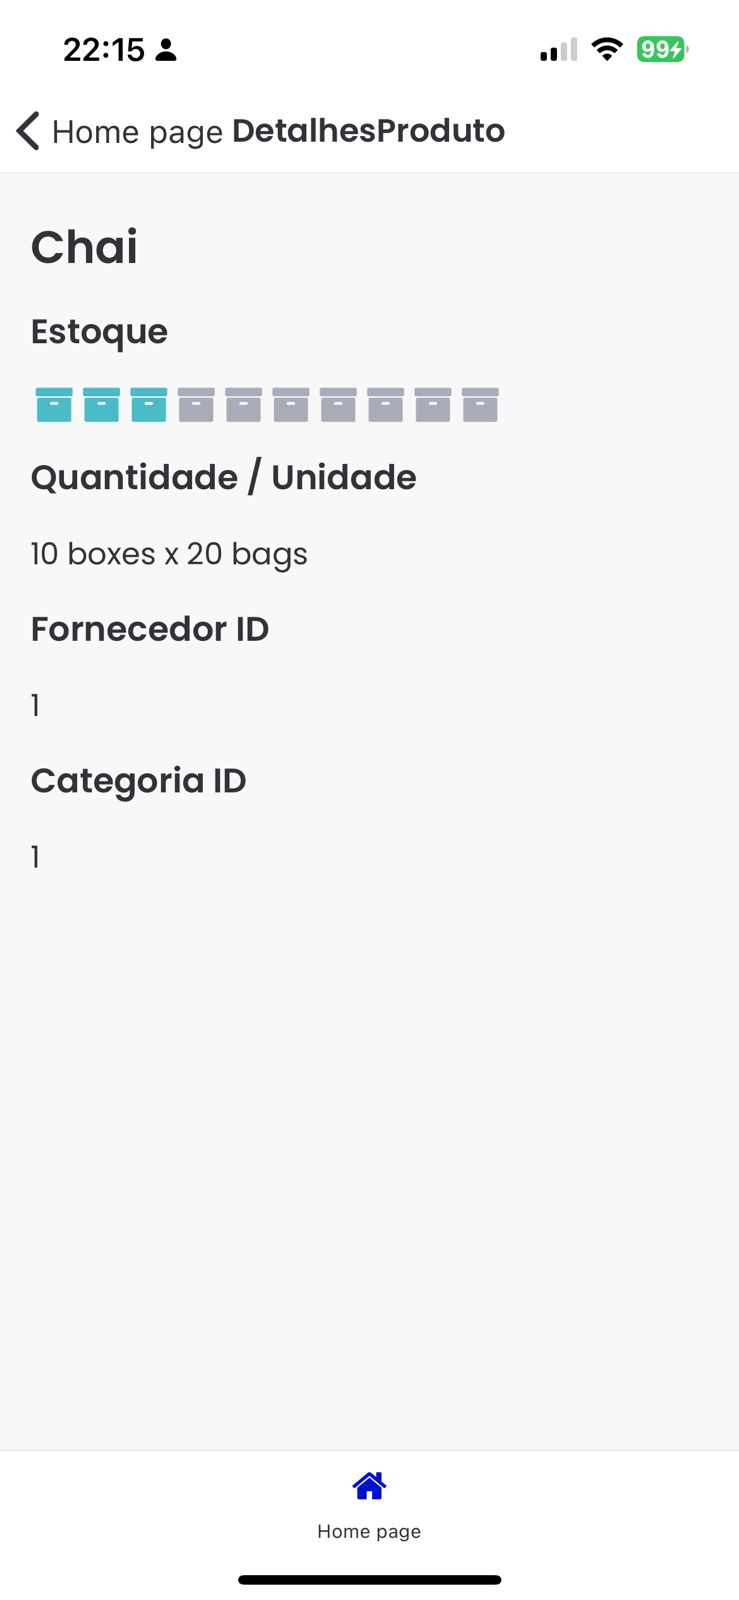 22:15
99
Home page DetalhesProduto
Chai
Estoque
Quantidade / Unidade
10 boxes x 20 bags
Fornecedor ID
1
Categoria ID
1
Home page